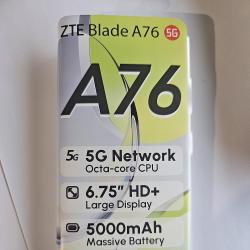 ZTE Blade A76 5G
A76
5G 5G Network
Octa-core CPU
6.75" HD+
Large Display
5000mAh
Massive Battery